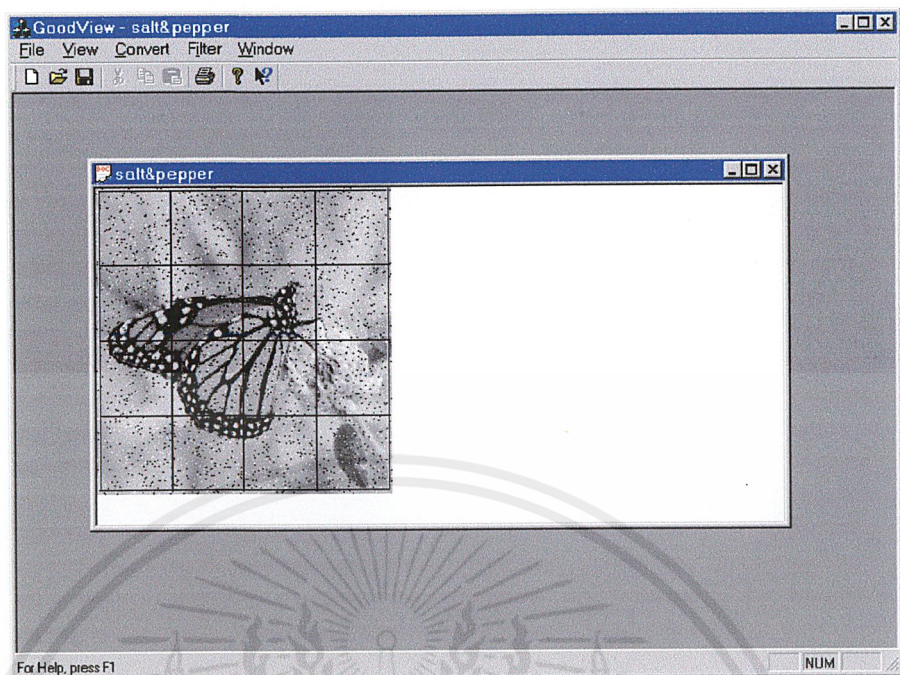 GoodView - salt&pepper
File View Convert Filter Window
salt&pepper
For Help, press F1
NUM